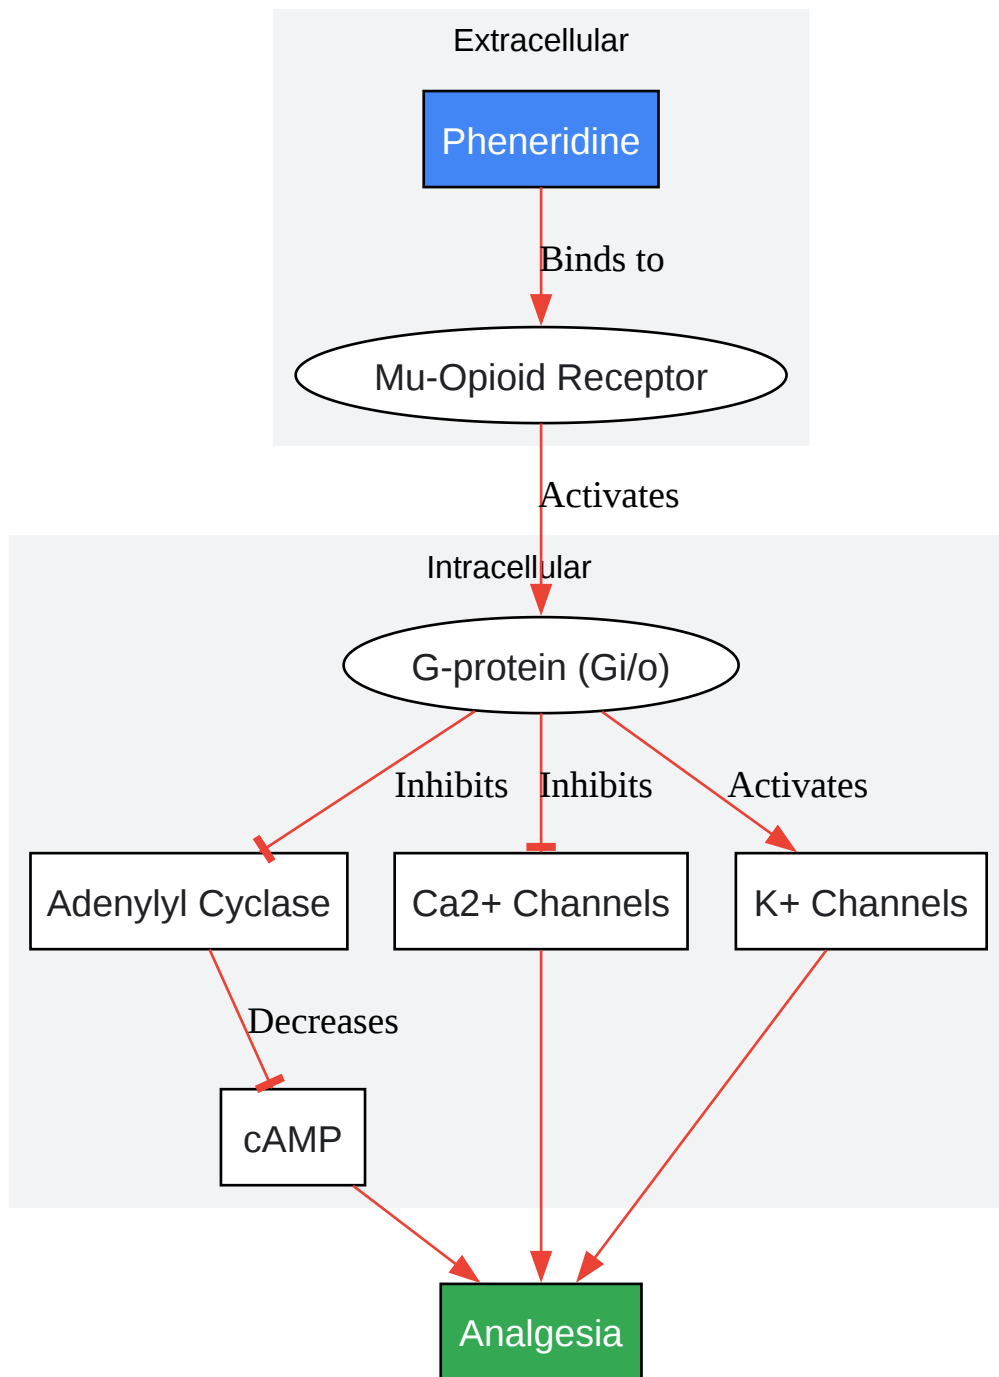 Extracellular
Pheneridine
Binds to
Mu-Opioid Receptor
Activates
Intracellular
G-protein (Gi/o)
Inhibits
Inhibits
Activates
Adenylyl Cyclase
Ca2+ Channels
K+ Channels
Decreases
cAMP
Analgesia